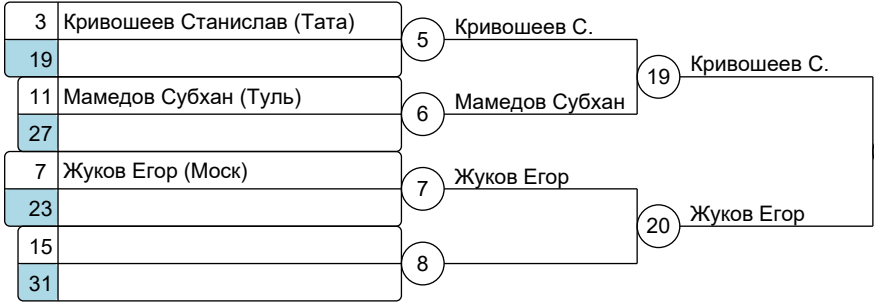 3 Кривошеев Станислав (Тата)
19
5 Кривошеев С.
11 Мамедов Субхан (Туль)
27
6 Мамедов Субхан
19 Кривошеев С.
7 Жуков Егор (Моск)
23
7 Жуков Егор
15
31
8
20 Жуков Егор